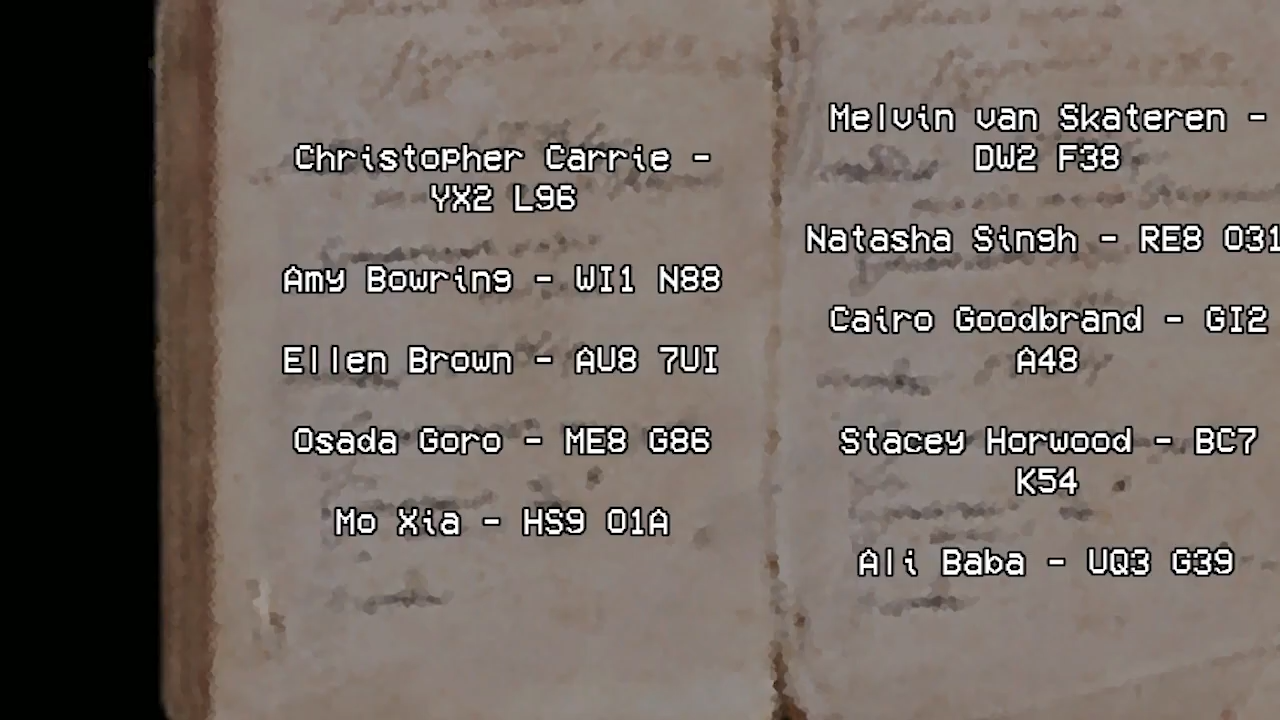 Christopher Carrie -
YX2 L96
Amy Bowring - WI1 N88
Ellen Brown - AU8 7UI
Osada Goro - ME8 G86
Mo Xia - HS9 O1A
Melvin van Skateren -
DW2 F38
Natasha Singh - RE8 O31
Cairo Goodbrand - GI2
A48
Stacey Horwood - BC7
K54
Ali Baba - UQ3 G39